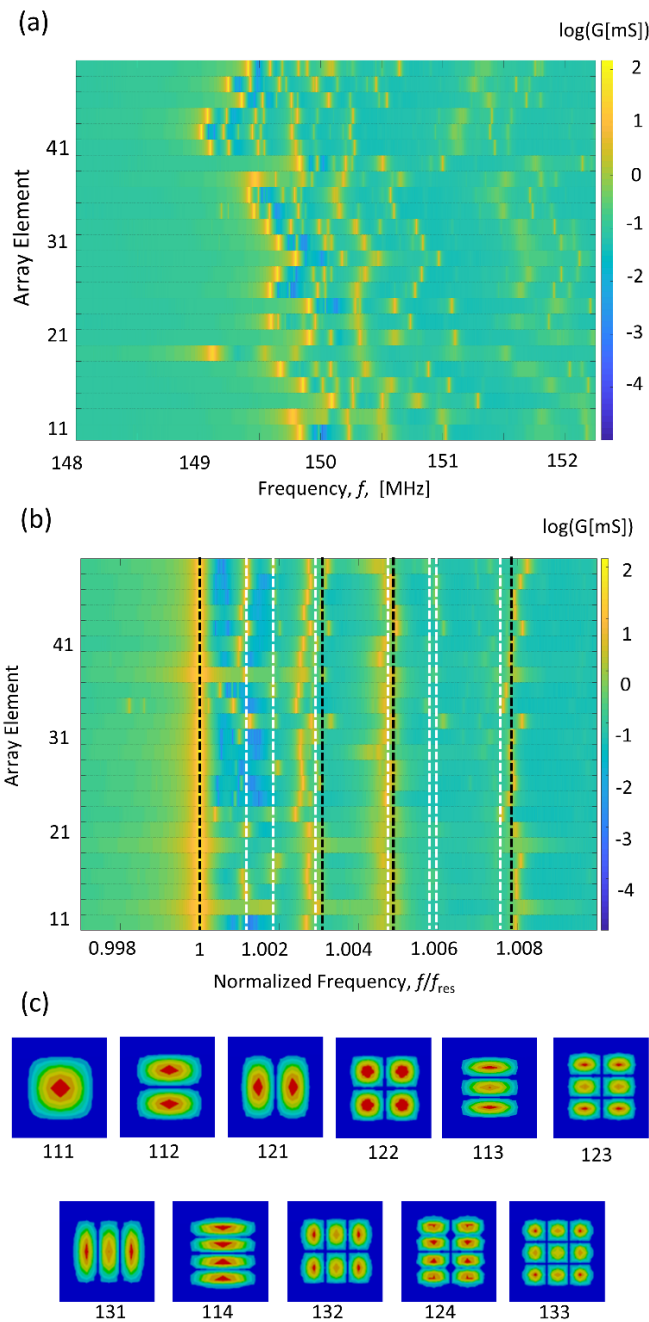 (a)
log(G[mS])
2
1
0
-1
-2
-3
-4
41
31
21
11
Array Element
148 149 150 151 152
Frequency, f, [MHz]
(b)
log(G[mS])
2
1
0
-1
-2
-3
-4
41
31
21
11
Array Element
0.998 1 1.002 1.004 1.006 1.008
Normalized Frequency, f/fres
(c)
111 112 121 122 113 123
131 114 132 124 133